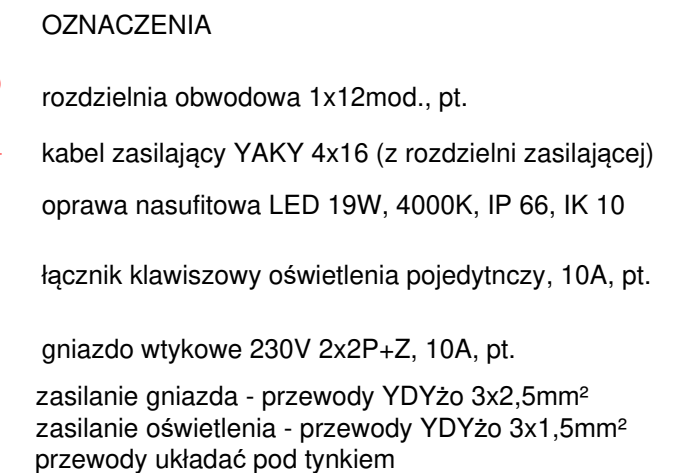 OZNACZENIA
rozdzielnia obwodowa 1x12mod., pt.
kabel zasilający YAKY 4x16 (z rozdzielni zasilającej)
oprawa nasufitowa LED 19W, 4000K, IP 66, IK 10
łącznik klawiszowy oświetlenia pojedytnczy, 10A, pt.
gniazdo wtykowe 230V 2x2P+Z, 10A, pt.
zasilanie gniazda - przewody YDYżo 3x2,5mm²
zasilanie oświetlenia - przewody YDYżo 3x1,5mm²
przewody układać pod tynkiem